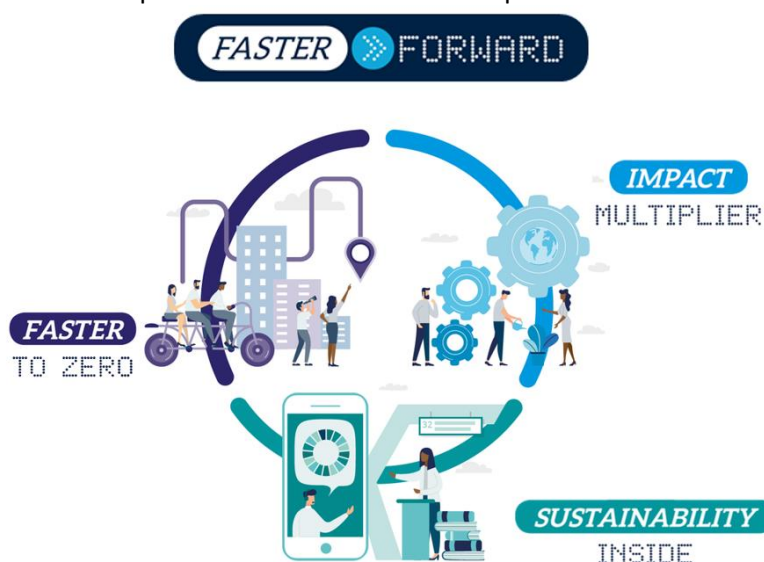 FASTER FORWARD
IMPACT
MULTIPLIER
FASTER
TO ZERO
32
SUSTAINABILITY
INSIDE